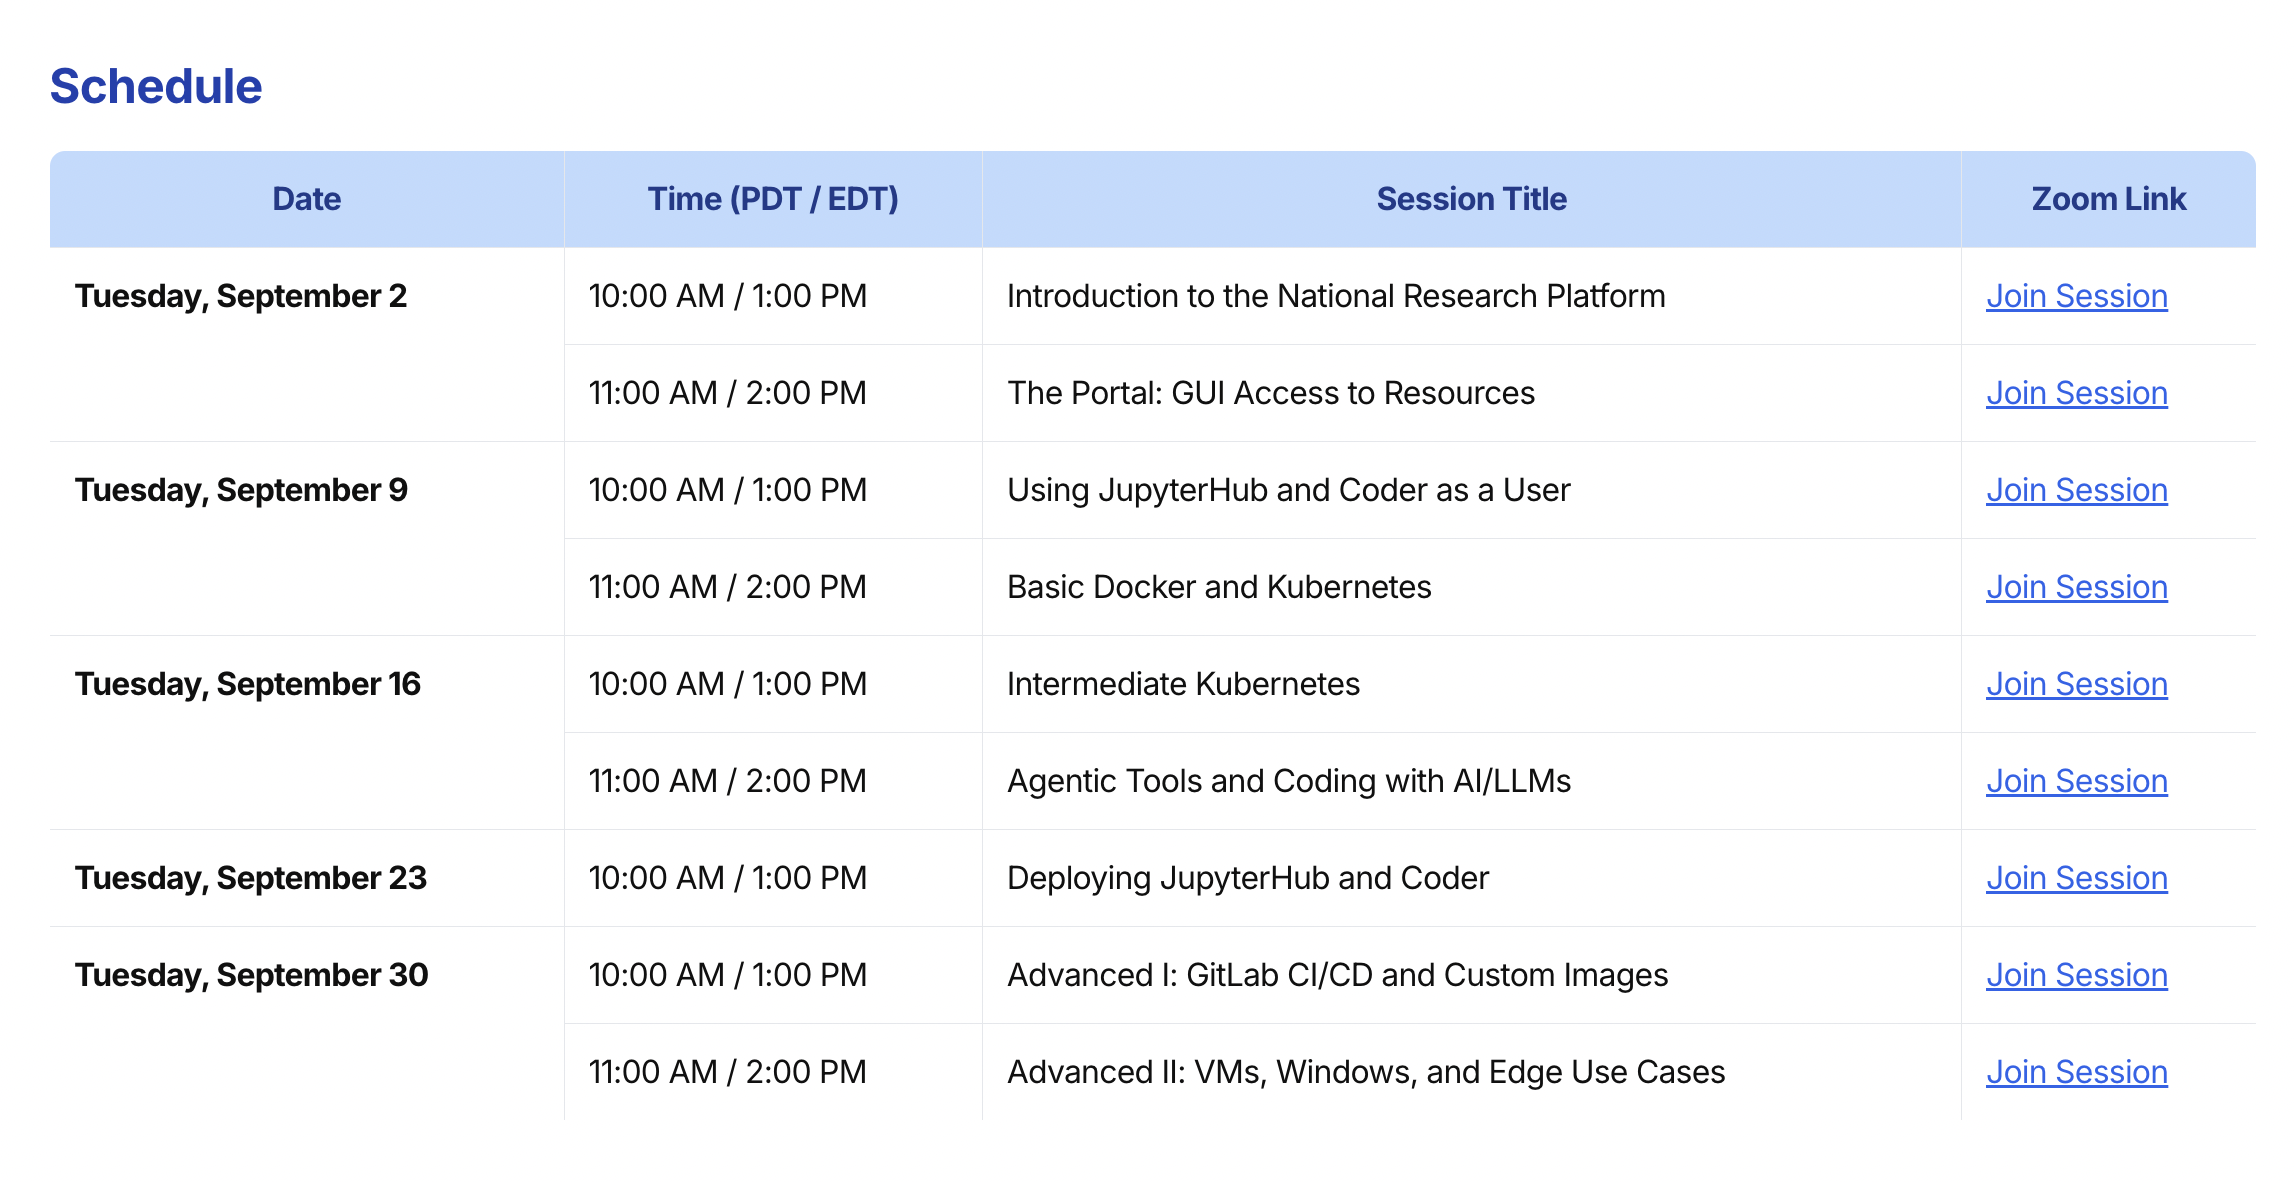 Schedule
Date Time (PDT / EDT) Session Title Zoom Link
Tuesday, September 2 10:00 AM / 1:00 PM Introduction to the National Research Platform Join Session
11:00 AM / 2:00 PM The Portal: GUI Access to Resources Join Session
Tuesday, September 9 10:00 AM / 1:00 PM Using JupyterHub and Coder as a User Join Session
11:00 AM / 2:00 PM Basic Docker and Kubernetes Join Session
Tuesday, September 16 10:00 AM / 1:00 PM Intermediate Kubernetes Join Session
11:00 AM / 2:00 PM Agentic Tools and Coding with AI/LLMs Join Session
Tuesday, September 23 10:00 AM / 1:00 PM Deploying JupyterHub and Coder Join Session
Tuesday, September 30 10:00 AM / 1:00 PM Advanced I: GitLab CI/CD and Custom Images Join Session
11:00 AM / 2:00 PM Advanced II: VMs, Windows, and Edge Use Cases Join Session